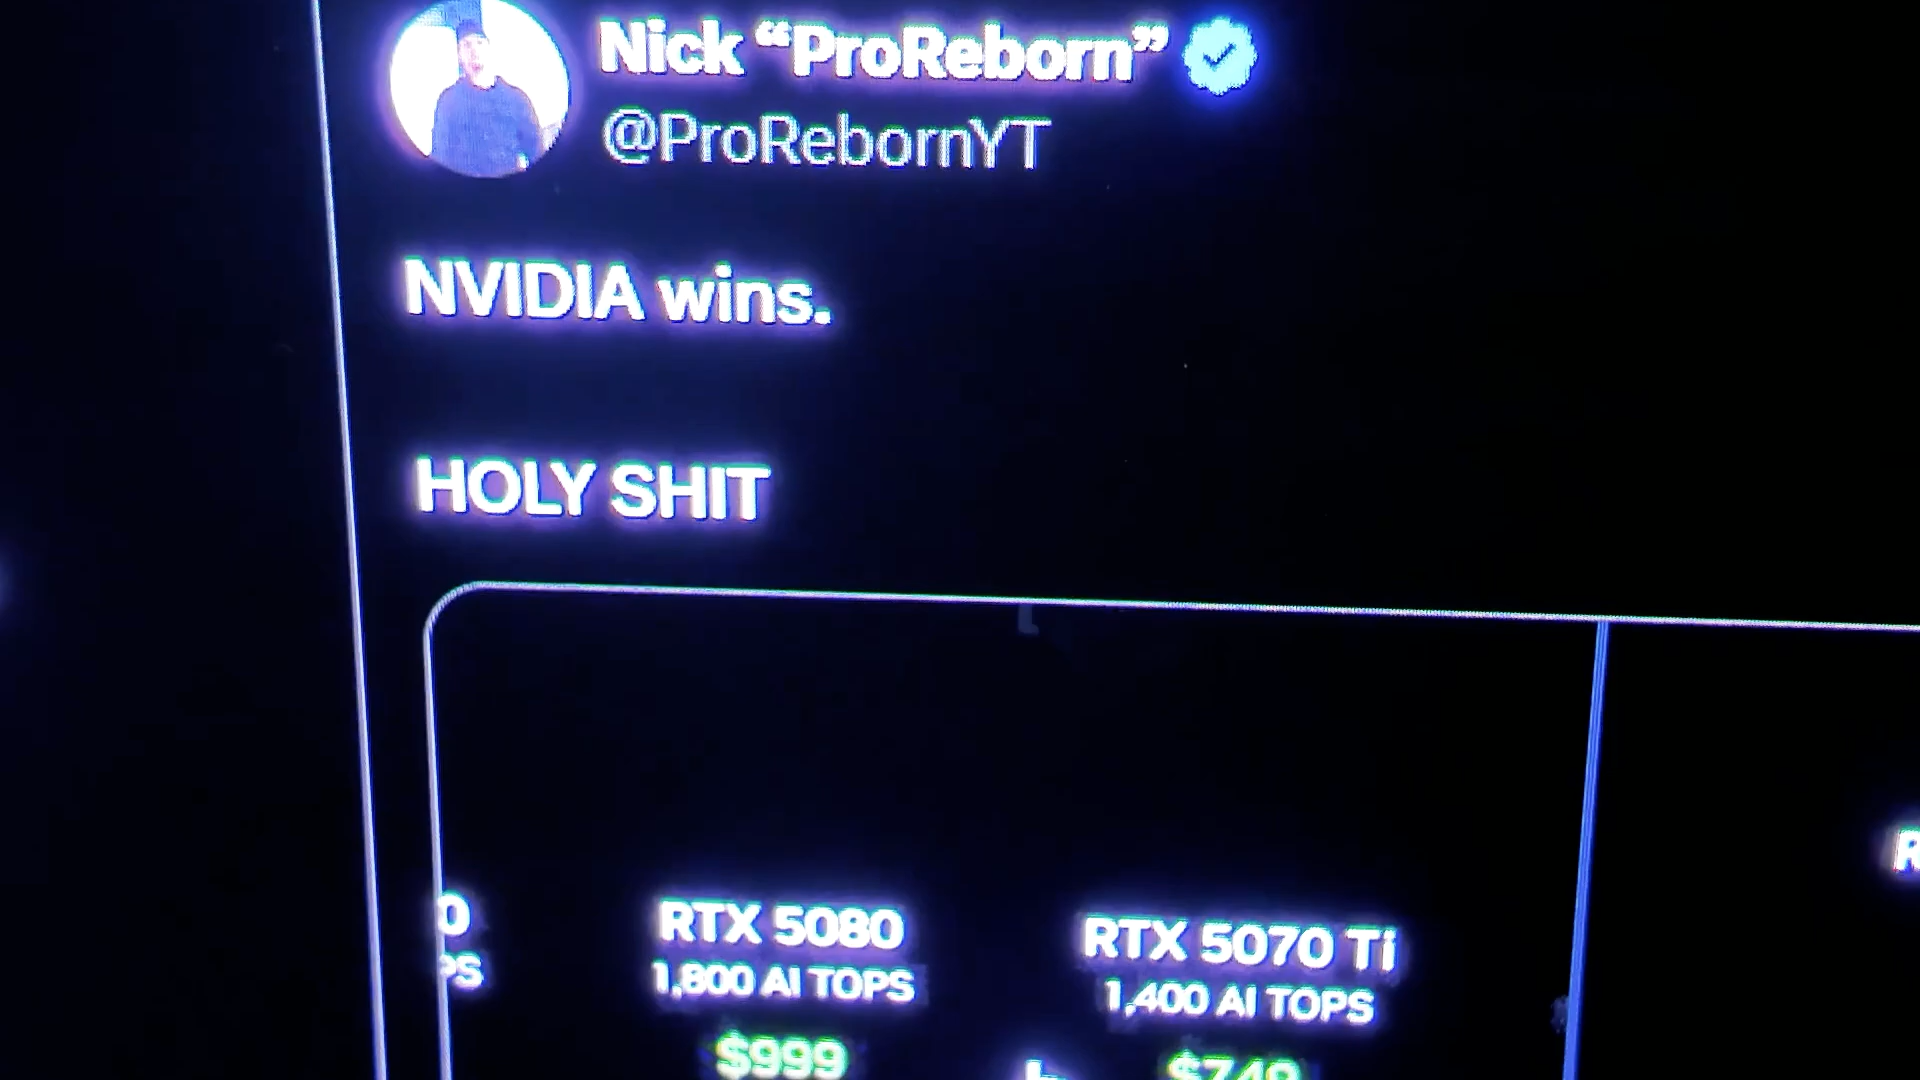 Nick “ProReborn”
@ProRebornYT
NVIDIA wins.
HOLY SHIT
RTX 5080
1,800 AI TOPS
$999
RTX 5070 Ti
1,400 AI TOPS
$749